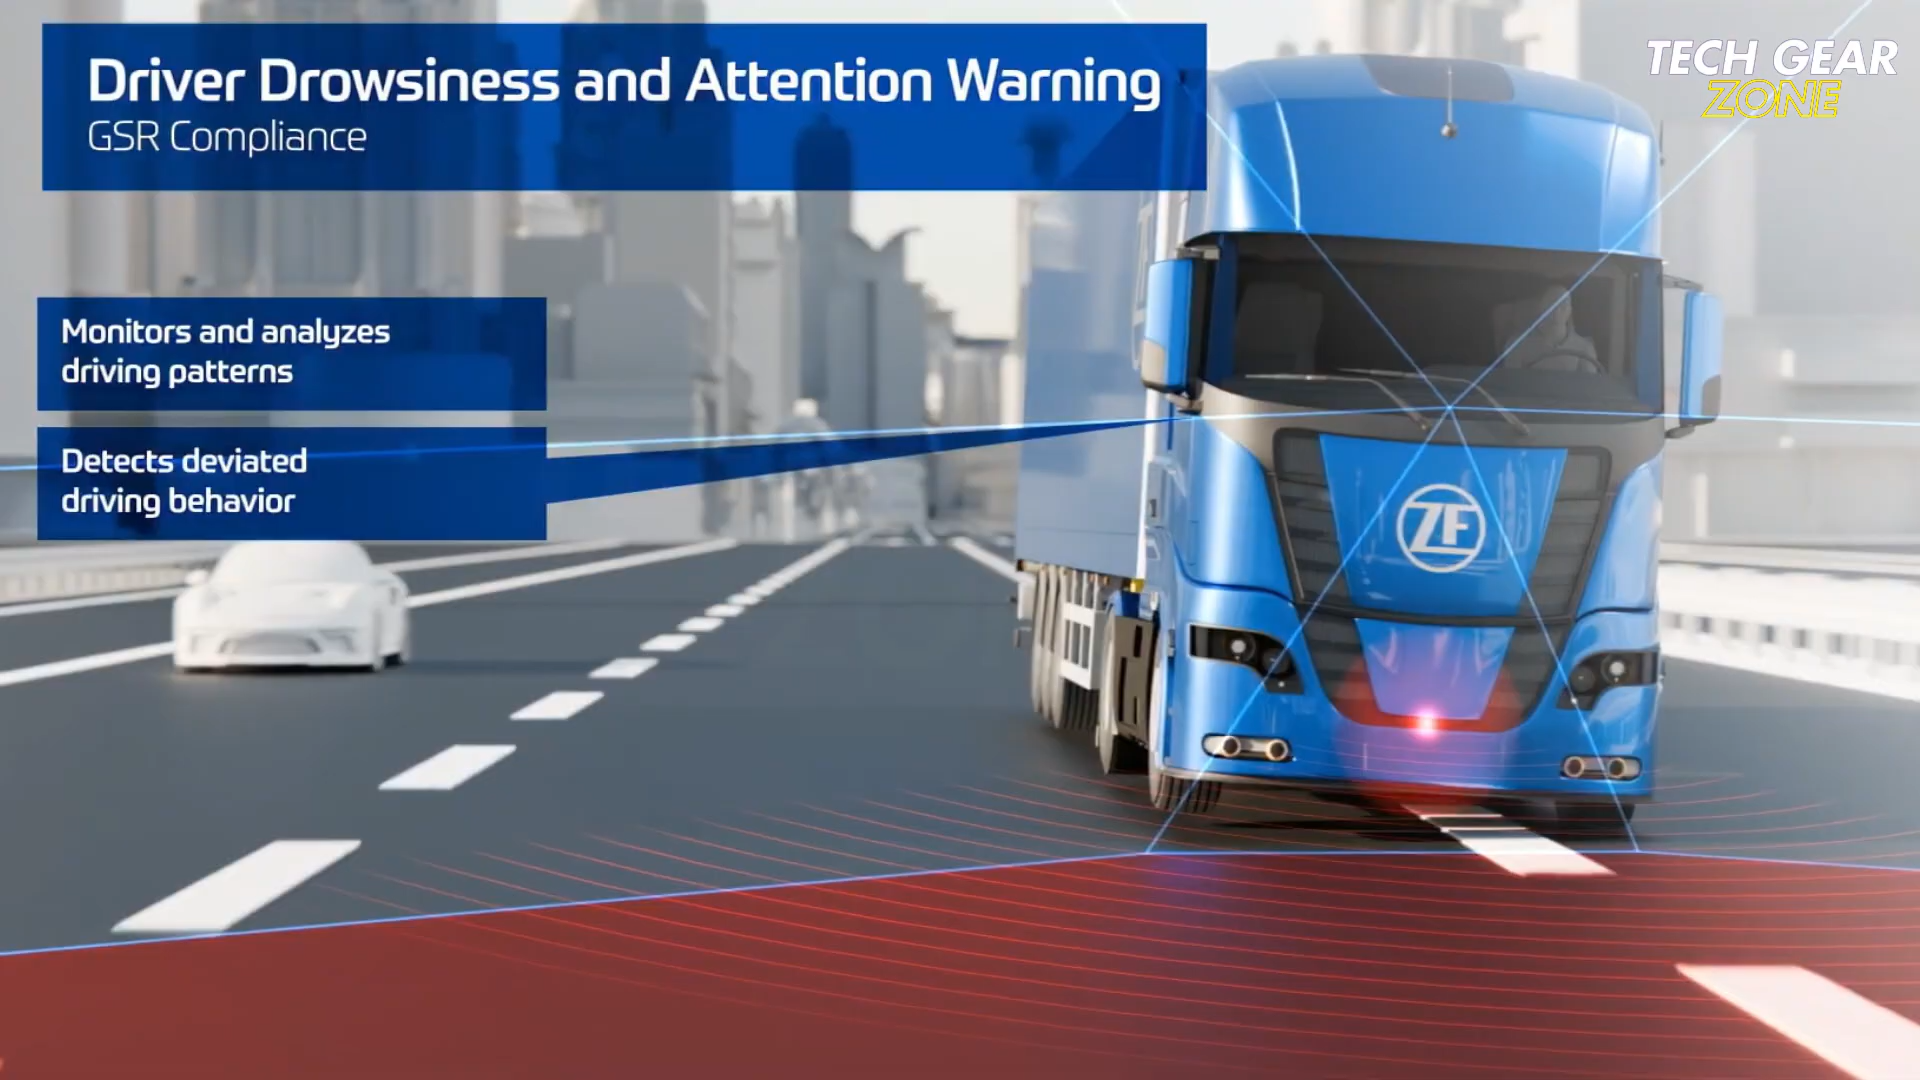 Driver Drowsiness and Attention Warning
GSR Compliance
TECH GEAR
ZONE
Monitors and analyzes
driving patterns
Detects deviated
driving behavior
ZF